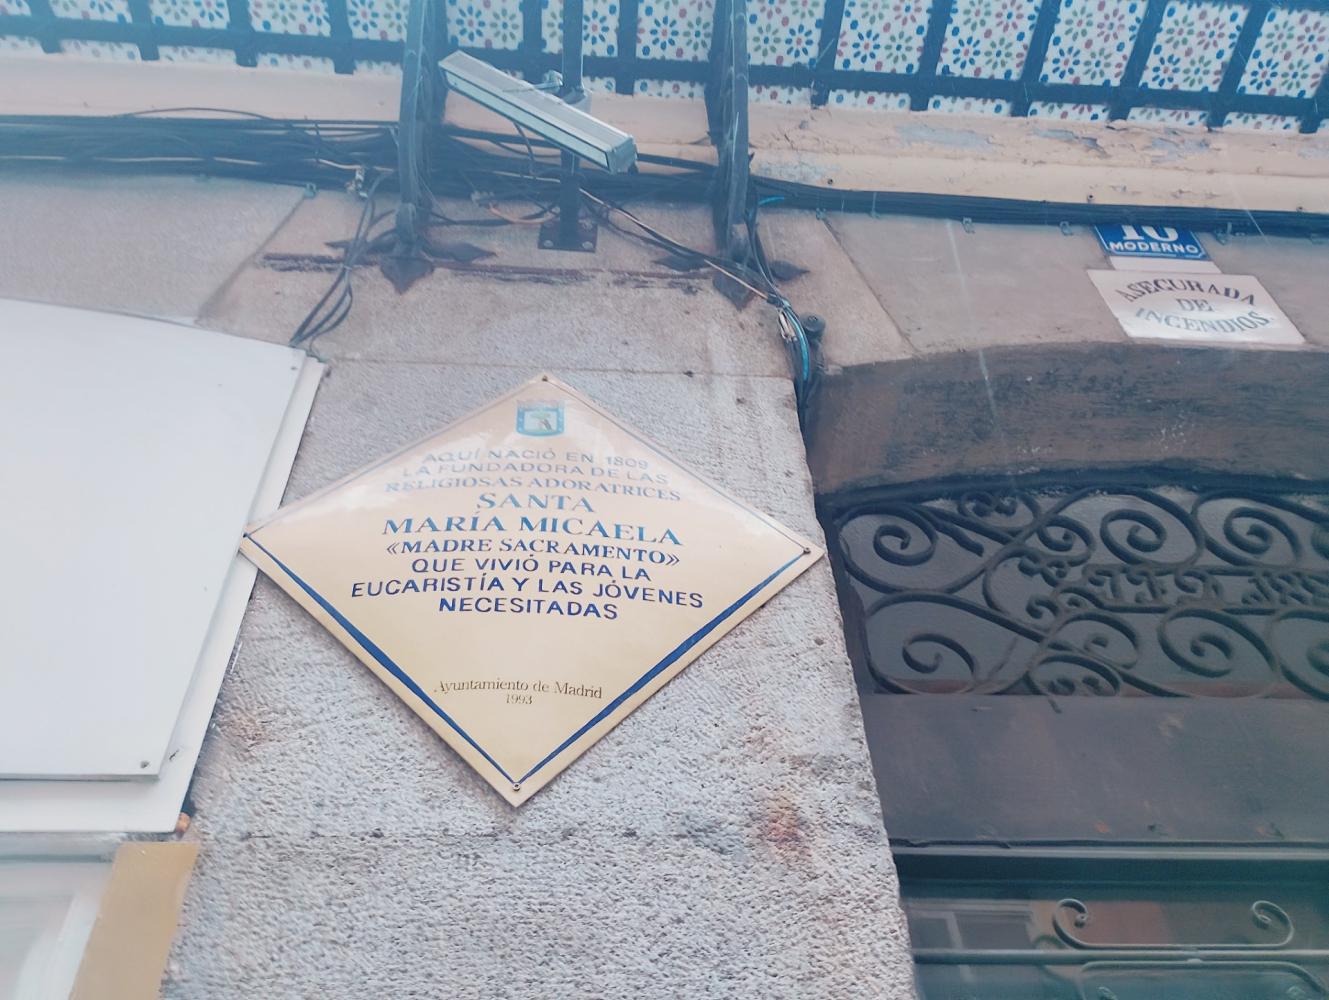 AQUÍ NACIÓ EN 1809
LA FUNDADORA DE LAS
RELIGIOSAS ADORATRICES
SANTA
MARÍA MICAELA
«MADRE SACRAMENTO»
QUE VIVIÓ PARA LA
EUCARISTÍA Y LAS JÓVENES
NECESITADAS
Ayuntamiento de Madrid
1993
MODERNO
ASEGURADA
DE
INCENDIOS